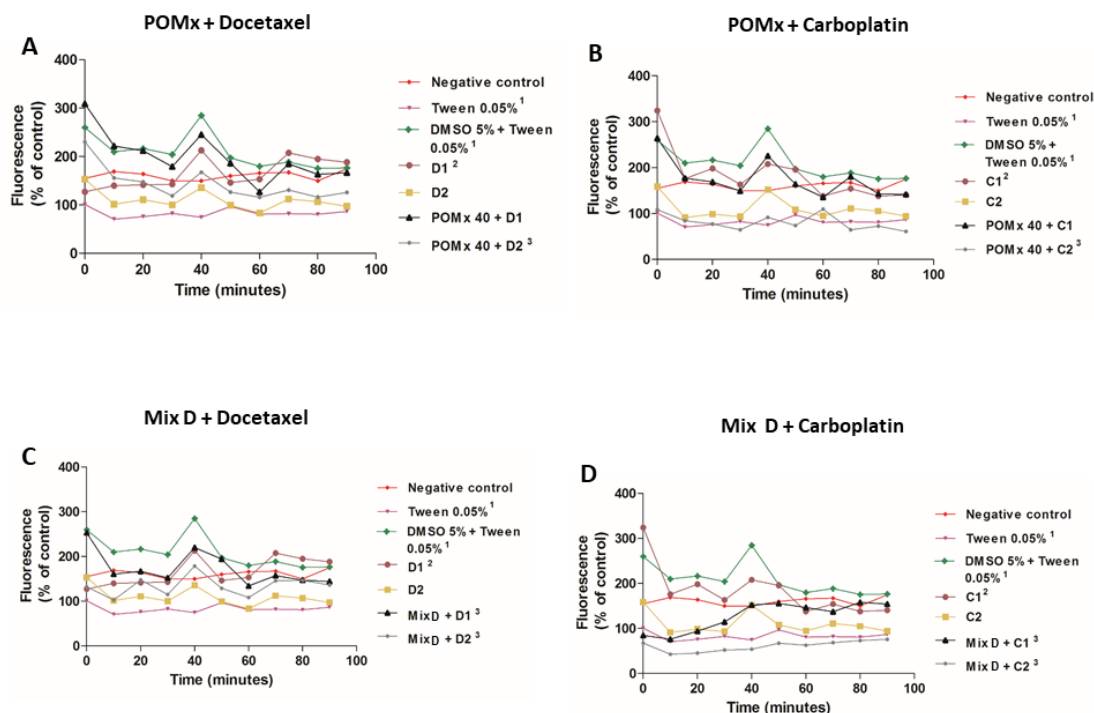 POMx + Docetaxel
A
400
300
200
100
0
0
20
40
60
80
100
Fluorescence
(% of control)
Time (minutes)
Negative control
Tween 0.05% ¹
DMSO 5% + Tween
0.05% ¹
D1 ²
D2
POMx 40 + D1
POMx 40 + D2 ³
POMx + Carboplatin
B
400
300
200
100
0
0
20
40
60
80
100
Fluorescence
(% of control)
Time (minutes)
Negative control
Tween 0.05% ¹
DMSO 5% +
Tween 0.05% ¹
C1 ²
C2
POMx 40 + C1
POMx 40 + C2 ³
Mix D + Docetaxel
C
400
300
200
100
0
0
20
40
60
80
100
Fluorescence
(% of control)
Time (minutes)
Negative control
Tween 0.05% ¹
DMSO 5% + Tween
0.05% ¹
D1 ²
D2
Mix D + D1 ³
Mix D + D2 ³
Mix D + Carboplatin
D
400
300
200
100
0
0
20
40
60
80
100
Fluorescence
(% of control)
Time (minutes)
Negative control
Tween 0.05% ¹
DMSO 5% + Tween
0.05% ¹
C1 ²
C2
Mix D + C1 ³
Mix D + C2 ³